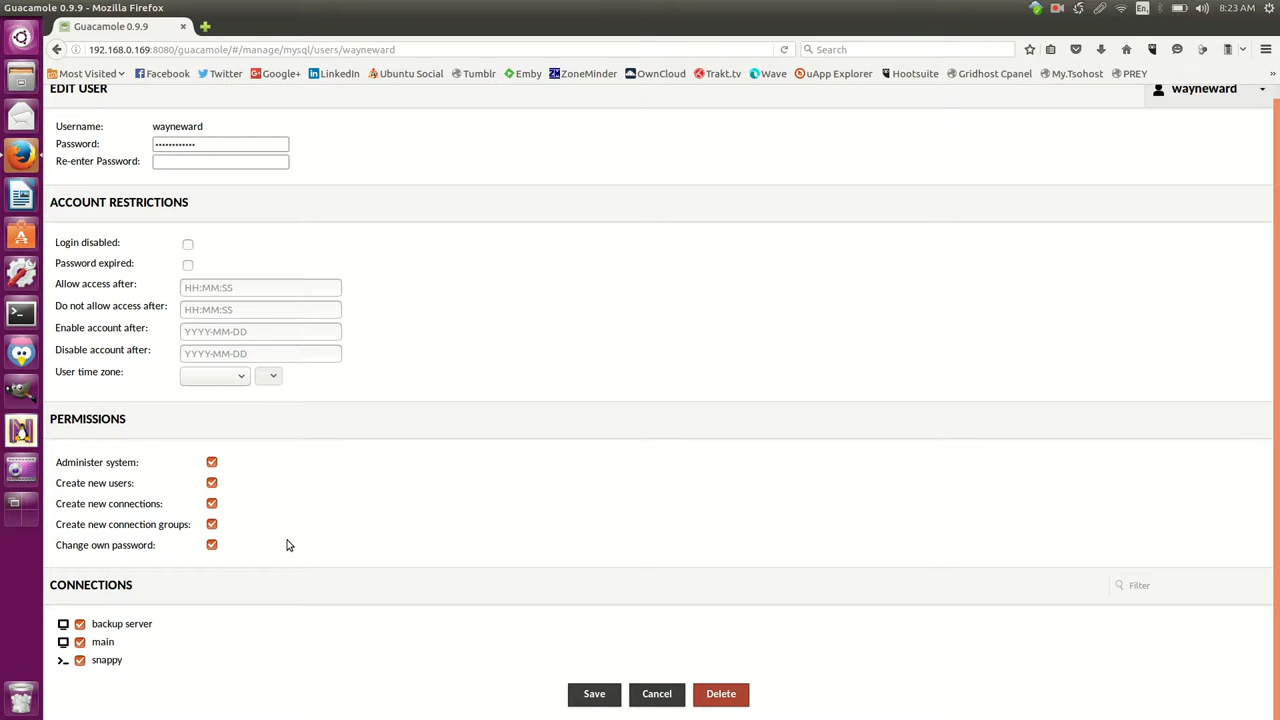 Guacamole 0.9.9 - Mozilla Firefox
En
8:23 AM
Guacamole 0.9.9
192.168.0.169:8080/guacamole/#/manage/mysql/users/wayneward
Search
Most Visited Facebook Twitter Google+ LinkedIn Ubuntu Social Tumblr Emby ZoneMinder OwnCloud Trakt.tv Wave uApp Explorer Hootsuite Gridhost Cpanel My.Tsohost PREY »
EDIT USER
wayneward
Username: wayneward
Password: ••••••••••••
Re-enter Password:
ACCOUNT RESTRICTIONS
Login disabled:
Password expired:
Allow access after: HH:MM:SS
Do not allow access after: HH:MM:SS
Enable account after: YYYY-MM-DD
Disable account after: YYYY-MM-DD
User time zone:
PERMISSIONS
Administer system:
Create new users:
Create new connections:
Create new connection groups:
Change own password:
CONNECTIONS
Filter
backup server
main
snappy
Save Cancel Delete